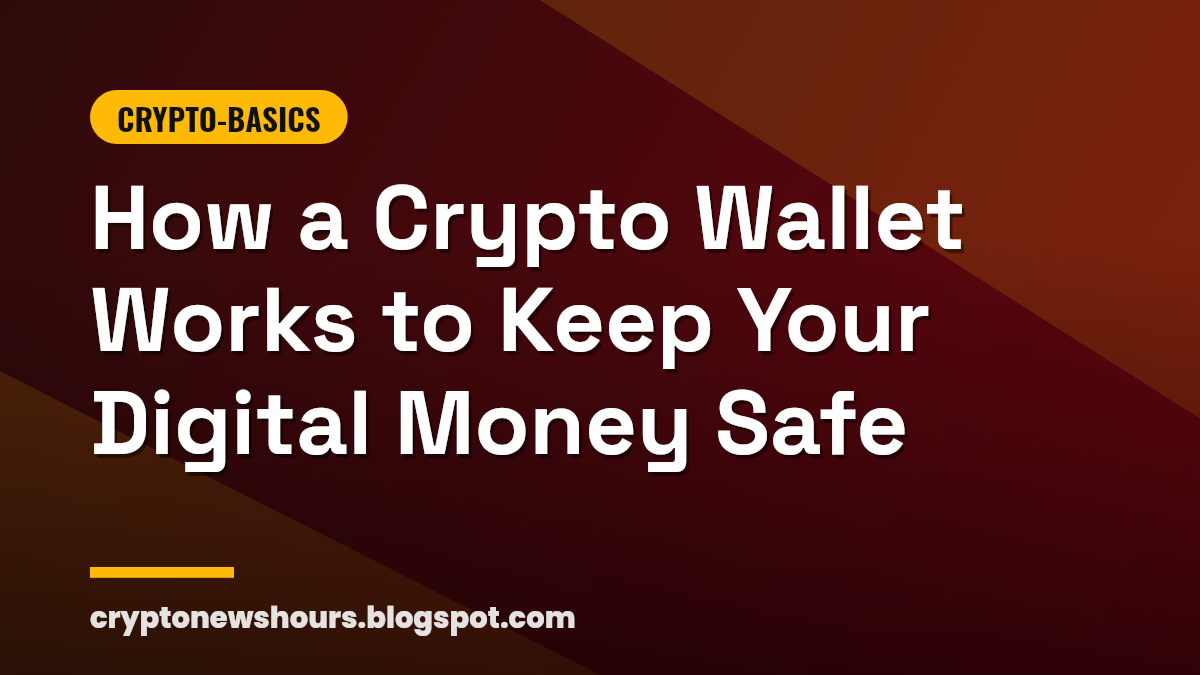 CRYPTO-BASICS
How a Crypto Wallet
Works to Keep Your
Digital Money Safe
cryptonewshours.blogspot.com